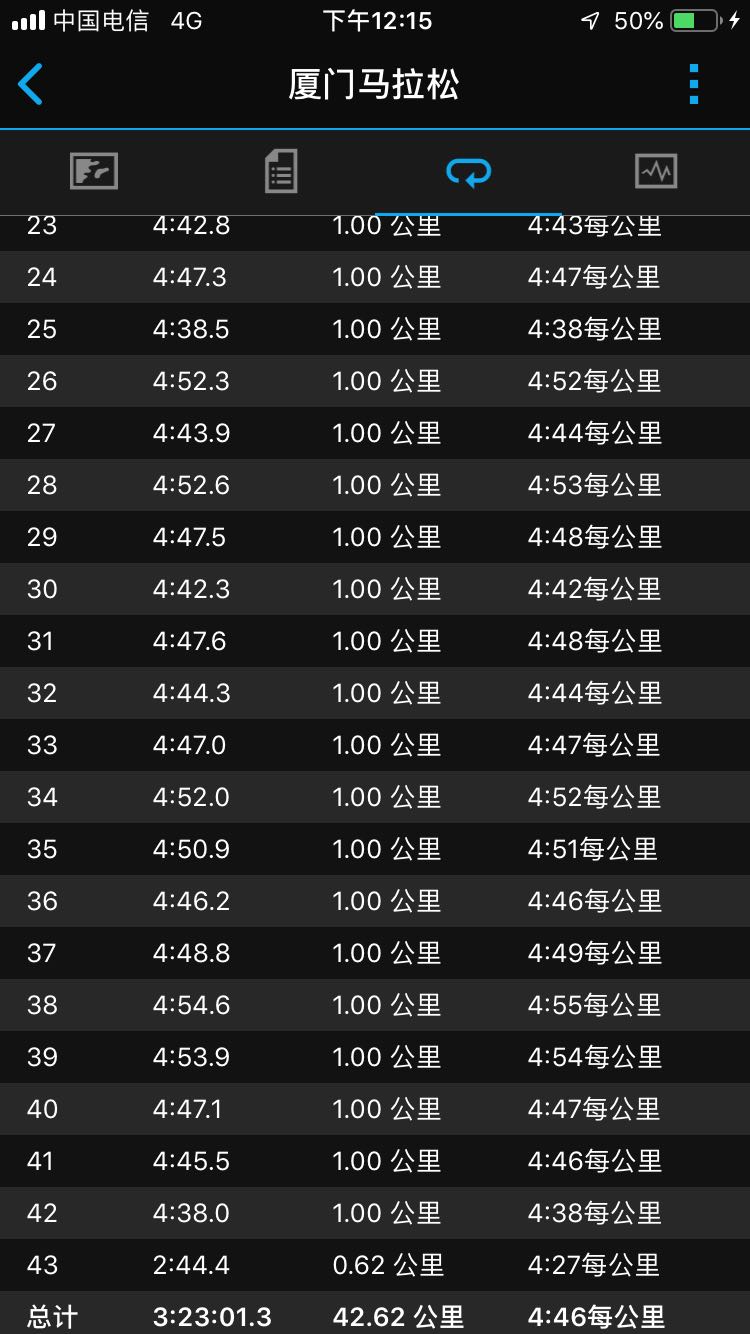 中国电信 4G 下午12:15 50%
厦门马拉松
23 4:42.8 1.00 公里 4:43每公里
24 4:47.3 1.00 公里 4:47每公里
25 4:38.5 1.00 公里 4:38每公里
26 4:52.3 1.00 公里 4:52每公里
27 4:43.9 1.00 公里 4:44每公里
28 4:52.6 1.00 公里 4:53每公里
29 4:47.5 1.00 公里 4:48每公里
30 4:42.3 1.00 公里 4:42每公里
31 4:47.6 1.00 公里 4:48每公里
32 4:44.3 1.00 公里 4:44每公里
33 4:47.0 1.00 公里 4:47每公里
34 4:52.0 1.00 公里 4:52每公里
35 4:50.9 1.00 公里 4:51每公里
36 4:46.2 1.00 公里 4:46每公里
37 4:48.8 1.00 公里 4:49每公里
38 4:54.6 1.00 公里 4:55每公里
39 4:53.9 1.00 公里 4:54每公里
40 4:47.1 1.00 公里 4:47每公里
41 4:45.5 1.00 公里 4:46每公里
42 4:38.0 1.00 公里 4:38每公里
43 2:44.4 0.62 公里 4:27每公里
总计 3:23:01.3 42.62 公里 4:46每公里